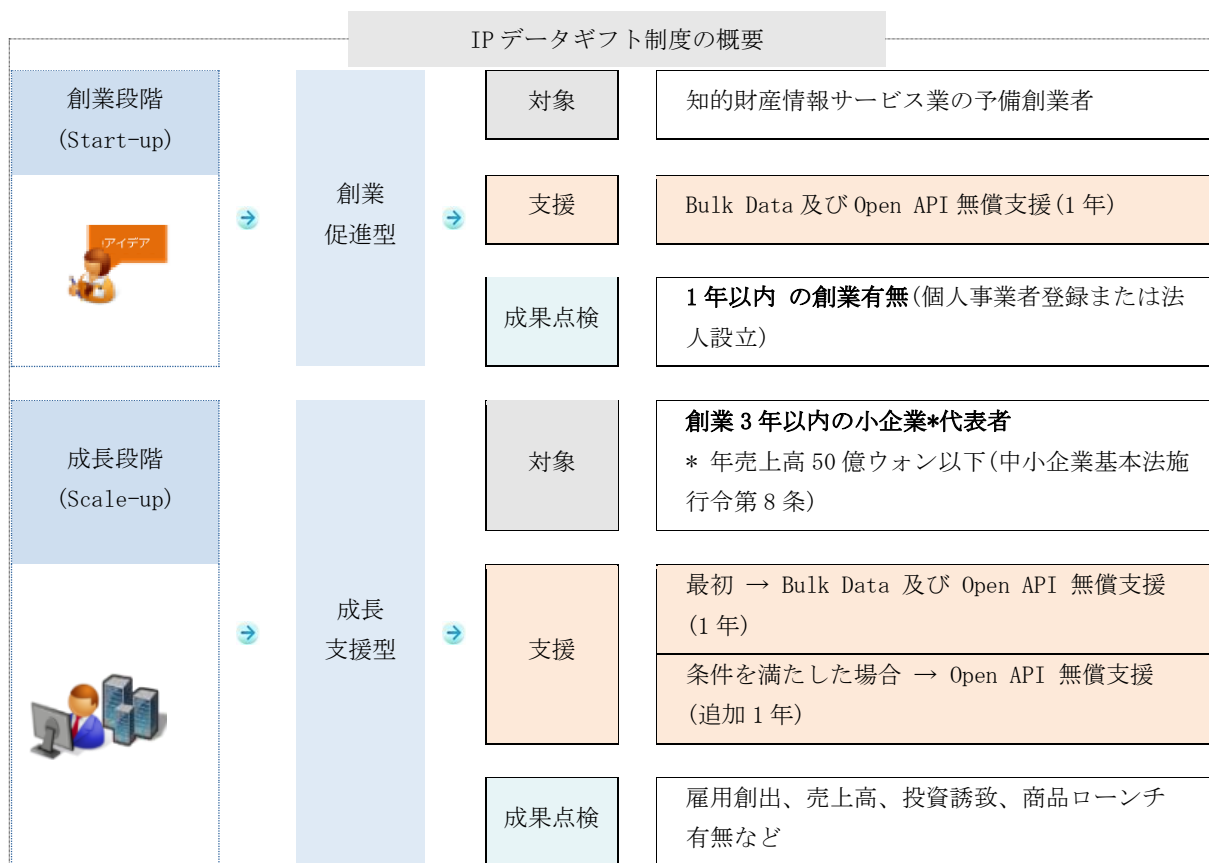 IPデータギフト制度の概要
創業段階
(Start-up)
アイデア
創業
促進型
対象
知的財産情報サービス業の予備創業者
支援
Bulk Data 及び Open API 無償支援(1 年)
成果点検
1 年以内 の創業有無(個人事業者登録または法
人設立)
成長段階
(Scale-up)
成長
支援型
対象
創業 3 年以内の小企業*代表者
* 年売上高 50 億ウォン以下(中小企業基本法施
行令第 8 条)
支援
最初 → Bulk Data 及び Open API 無償支援
(1 年)
条件を満たした場合 → Open API 無償支援
(追加 1 年)
成果点検
雇用創出、売上高、投資誘致、商品ローンチ
有無など